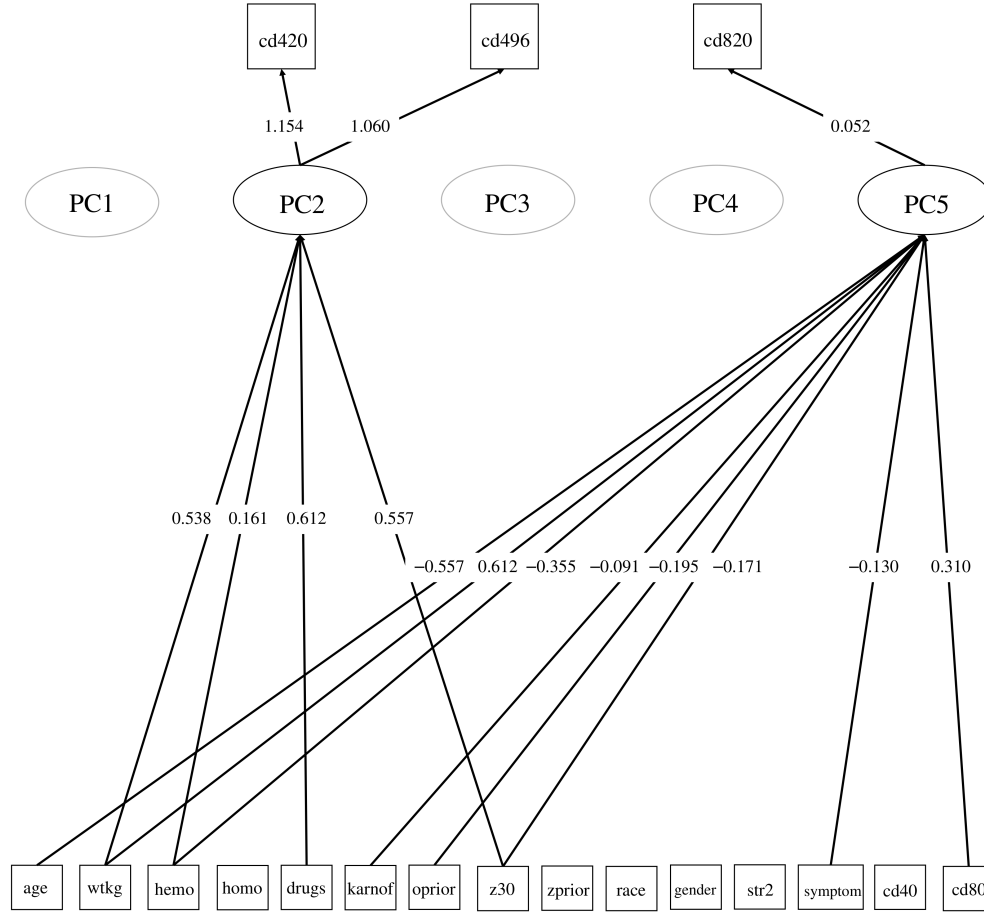 cd420 cd496 cd820
1.154 1.060 0.052
PC1 PC2 PC3 PC4 PC5
0.538 0.161 0.612 0.557
−0.557 0.612 −0.355 −0.091 −0.195 −0.171 −0.130 0.310
age wtkg hemo homo drugs karnof oprior z30 zprior race gender str2 symptom cd40 cd80